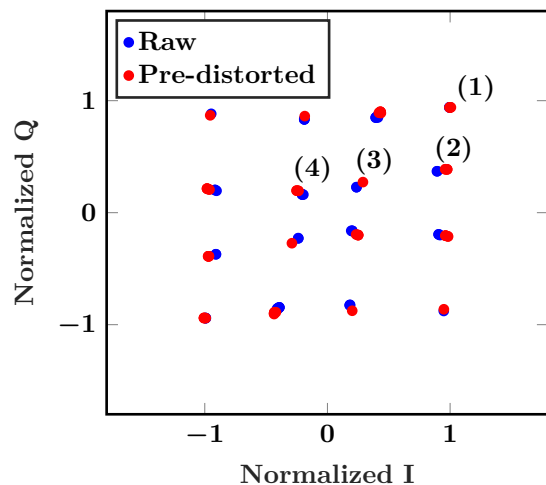 Raw
Pre-distorted
(1)
(2)
(3)
(4)
1
0
−1
Normalized Q
−1 0 1
Normalized I